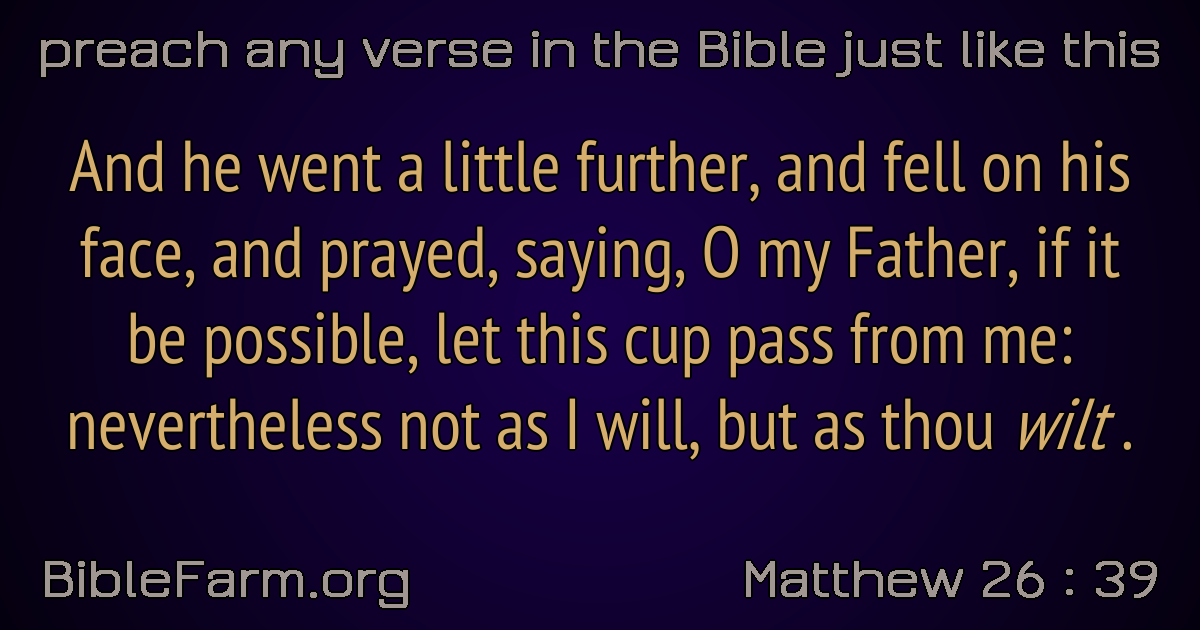 preach any verse in the Bible just like this
And he went a little further, and fell on his
face, and prayed, saying, O my Father, if it
be possible, let this cup pass from me:
nevertheless not as I will, but as thou wilt .
BibleFarm.org
Matthew 26 : 39